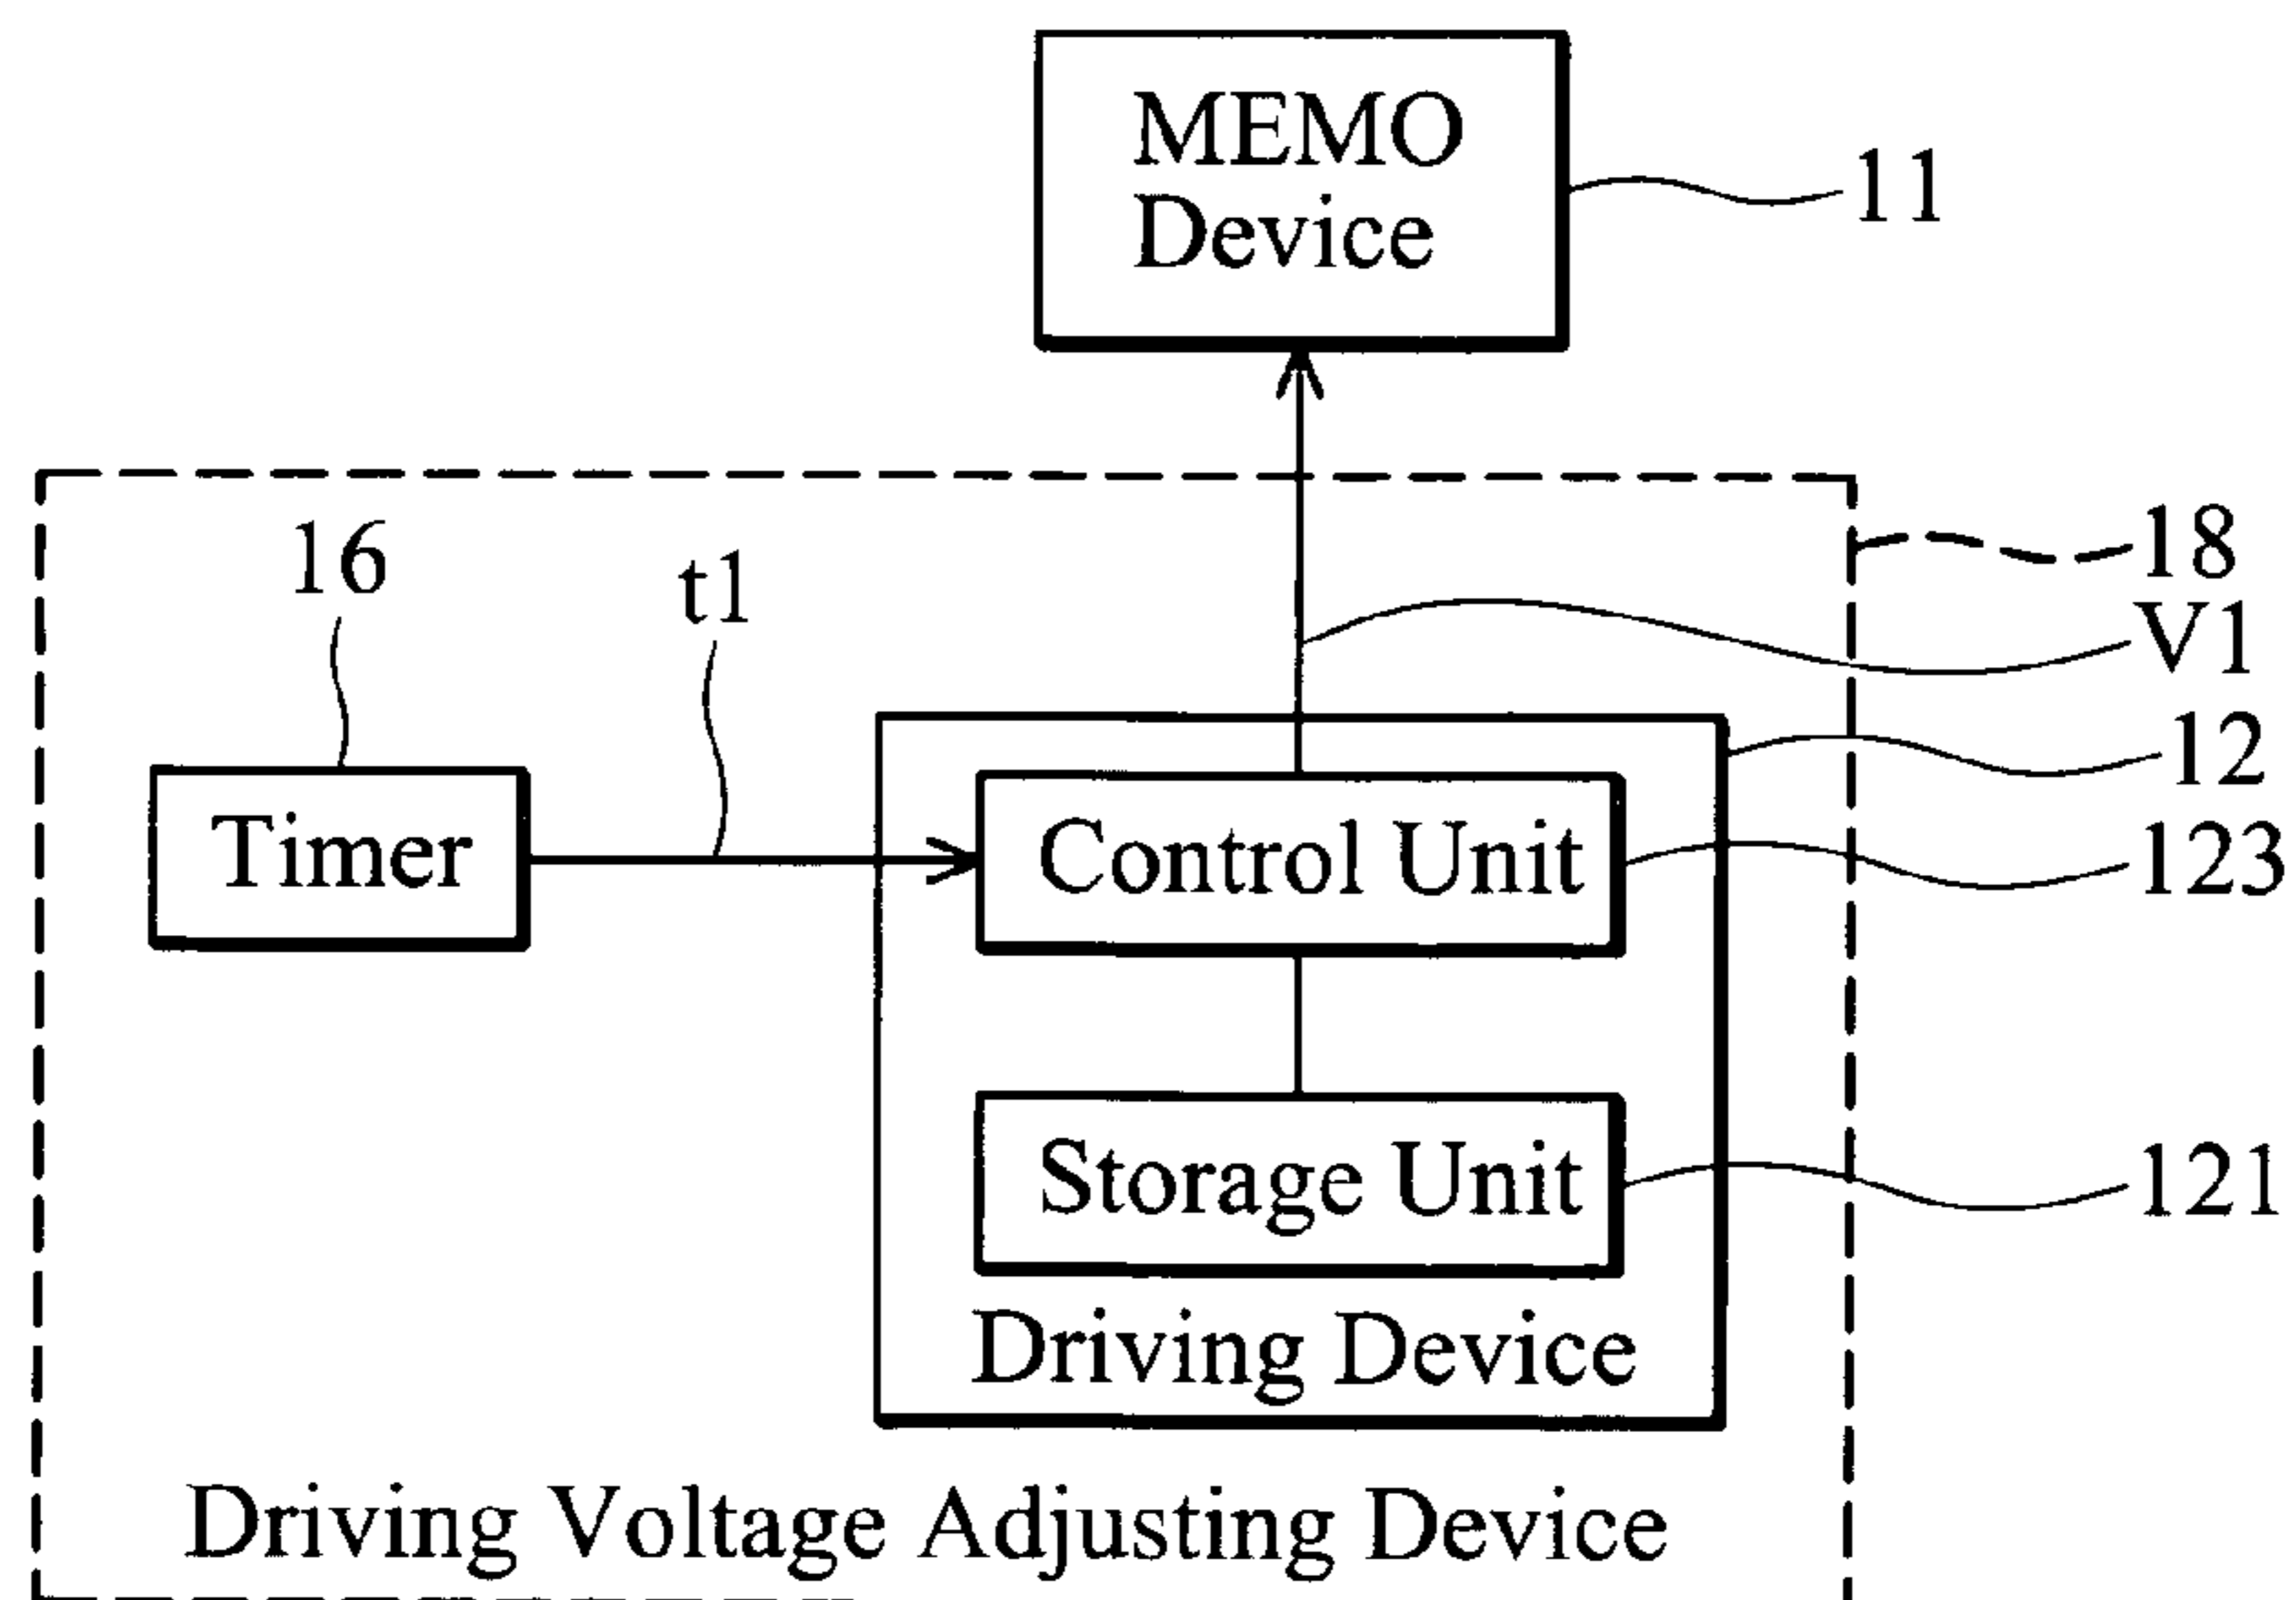 MEMO
Device
11
16
t1
18
V1
12
Timer
Control Unit
123
Storage Unit
121
Driving Device
Driving Voltage Adjusting Device